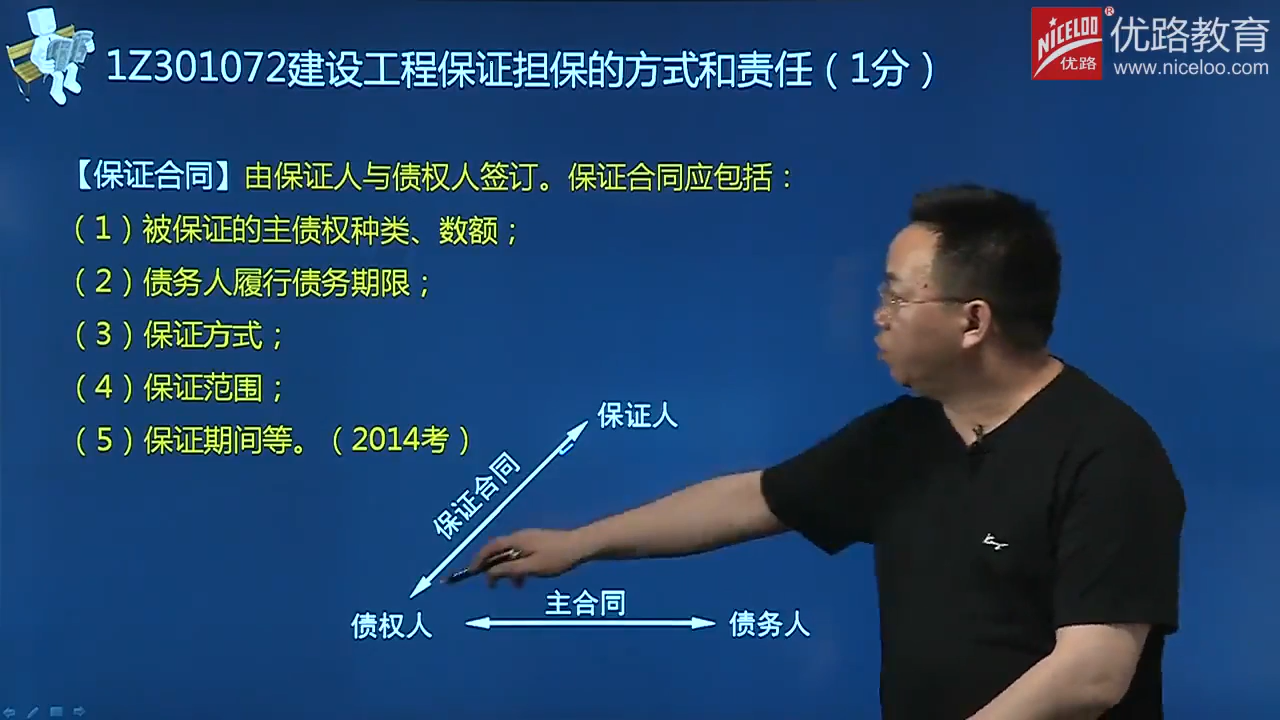 1Z301072建设工程保证担保的方式和责任（1分）
NICELOO
优路
®
优路教育
www.niceloo.com
【保证合同】由保证人与债权人签订。保证合同应包括：
（1）被保证的主债权种类、数额；
（2）债务人履行债务期限；
（3）保证方式；
（4）保证范围；
（5）保证期间等。（2014考）
保证人
保证合同
主合同
债权人
债务人